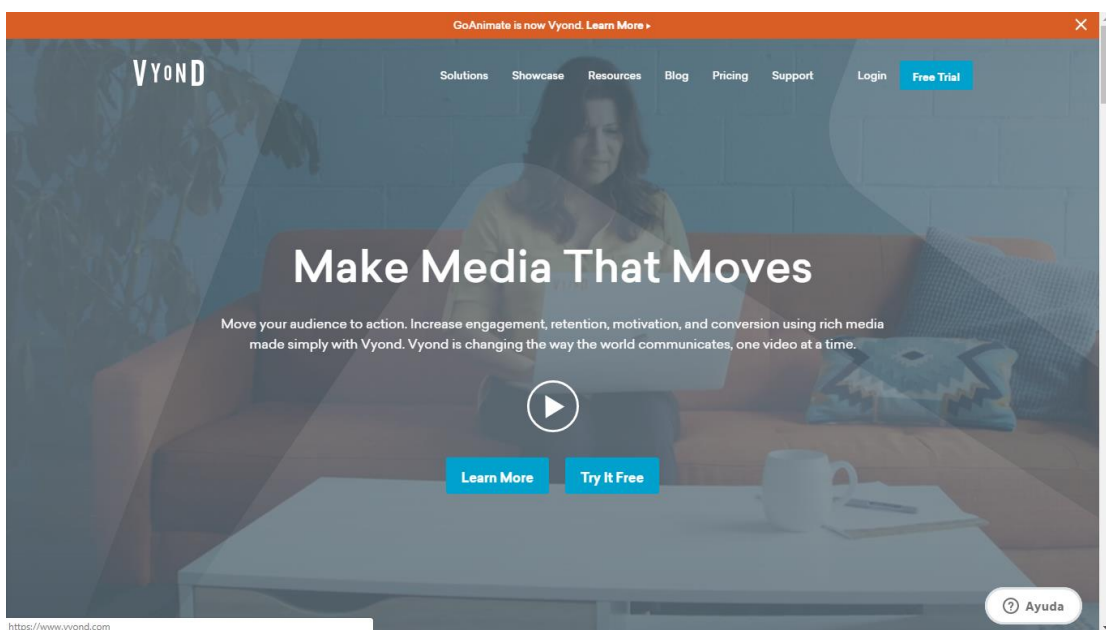 GoAnimate is now Vyond. Learn More ▸
VYOND
Solutions Showcase Resources Blog Pricing Support Login Free Trial
Make Media That Moves
Move your audience to action. Increase engagement, retention, motivation, and conversion using rich media
made simply with Vyond. Vyond is changing the way the world communicates, one video at a time.
Learn More Try It Free
? Ayuda
https://www.vyond.com